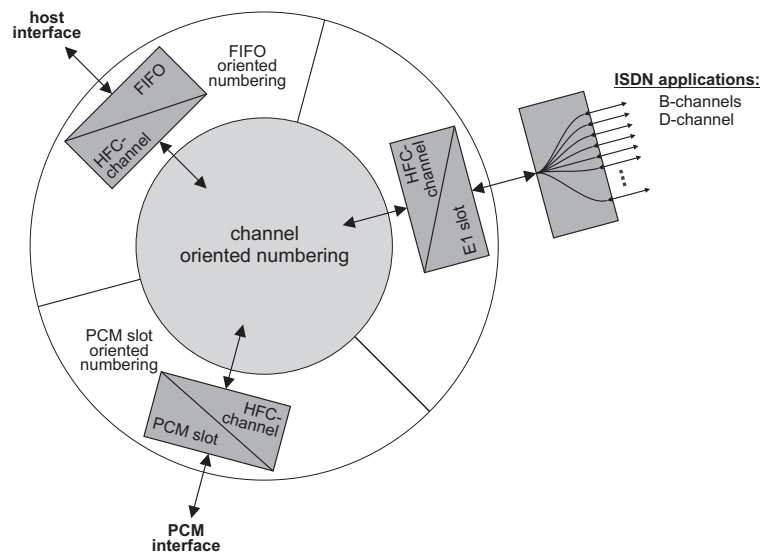 host
interface
FIFO
oriented
numbering
FIFO
HFC-
channel
ISDN applications:
B-channels
D-channel
HFC-
channel
E1 slot
channel
oriented numbering
PCM slot
oriented
numbering
HFC-
channel
PCM slot
PCM
interface